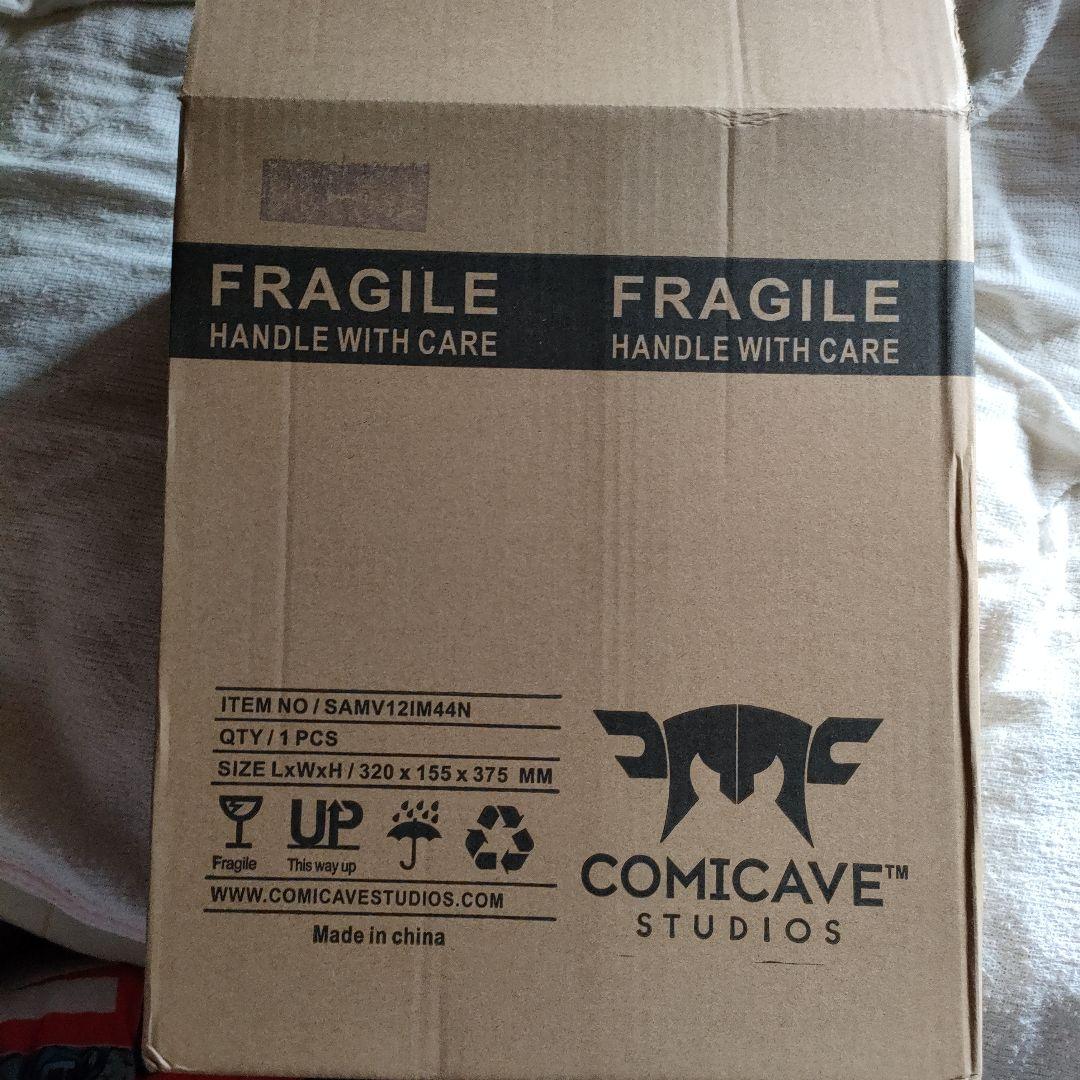 FRAGILE FRAGILE
HANDLE WITH CARE HANDLE WITH CARE
ITEM NO / SAMV12IM44N
QTY / 1 PCS
SIZE LxWxH / 320 x 155 x 375 MM
Fragile
UP
This way up
WWW.COMICAVESTUDIOS.COM
Made in china
COMICAVE™
STUDIOS